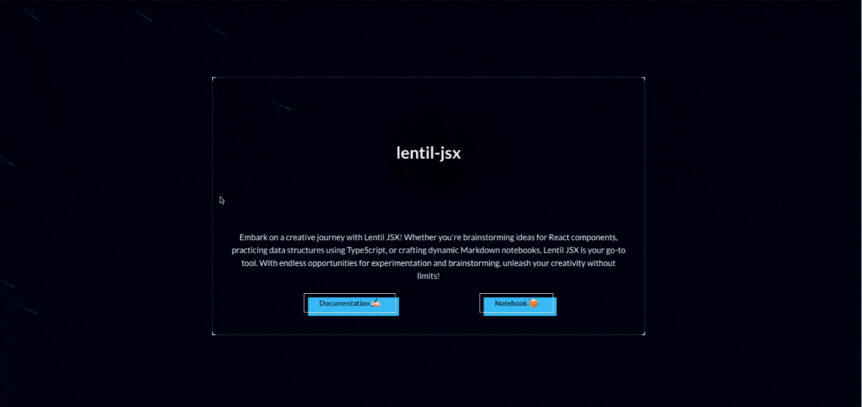 lentil-jsx
Embark on a creative journey with Lentil JSX! Whether you're brainstorming ideas for React components,
practicing data structures using TypeScript, or crafting dynamic Markdown notebooks, Lentil JSX is your go-to
tool. With endless opportunities for experimentation and brainstorming, unleash your creativity without
limits!
Documentation✍🏻
Notebook 🥘